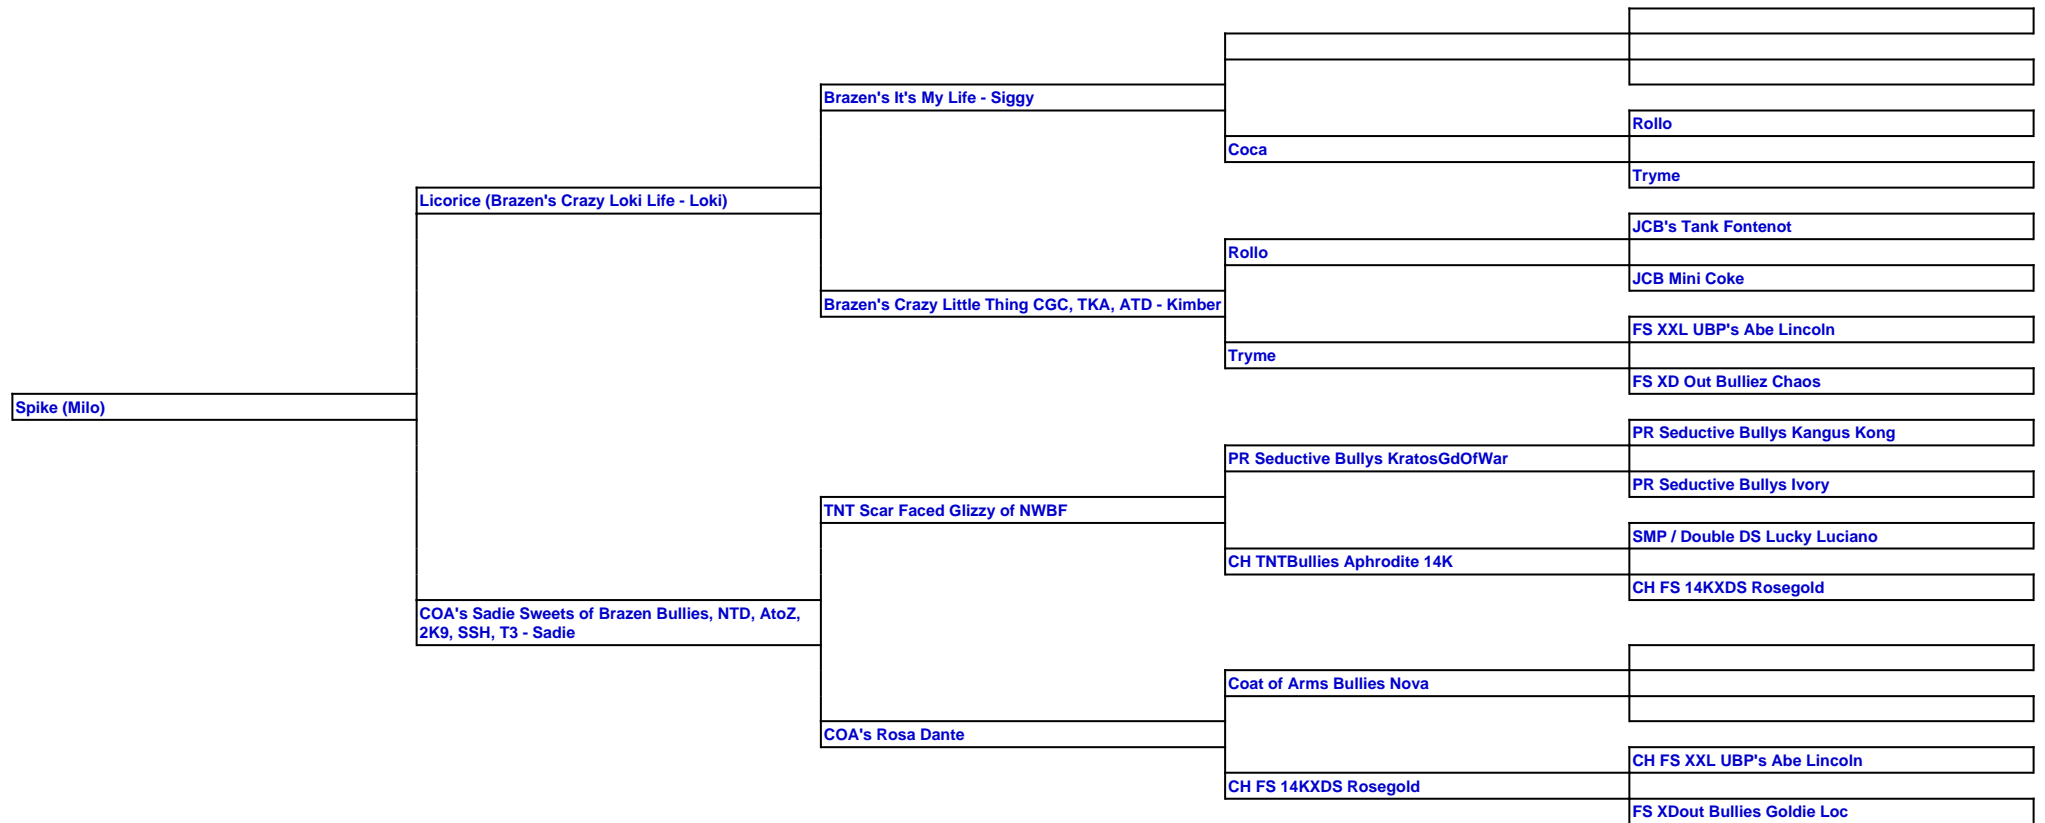 Brazen's It's My Life - Siggy
Rollo
Coca
Tryme
Licorice (Brazen's Crazy Loki Life - Loki)
JCB's Tank Fontenot
Rollo
JCB Mini Coke
Brazen's Crazy Little Thing CGC, TKA, ATD - Kimber
FS XXL UBP's Abe Lincoln
Tryme
FS XD Out Bulliez Chaos
Spike (Milo)
PR Seductive Bullys Kangus Kong
PR Seductive Bullys KratosGdOfWar
PR Seductive Bullys Ivory
TNT Scar Faced Glizzy of NWBF
SMP / Double DS Lucky Luciano
CH TNTBullies Aphrodite 14K
CH FS 14KXDS Rosegold
COA's Sadie Sweets of Brazen Bullies, NTD, AtoZ,
2K9, SSH, T3 - Sadie
Coat of Arms Bullies Nova
COA's Rosa Dante
CH FS XXL UBP's Abe Lincoln
CH FS 14KXDS Rosegold
FS XDout Bullies Goldie Loc